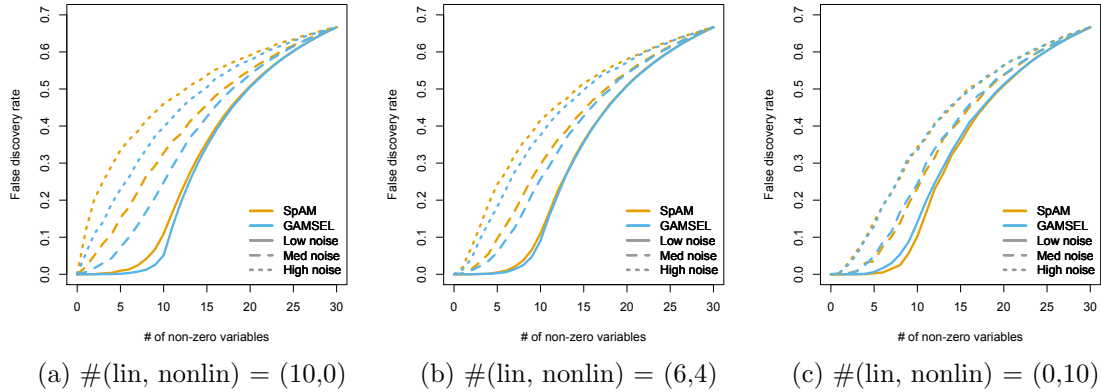 0.7
0.6
0.5
0.4
0.3
0.2
0.1
0.0
False discovery rate
SpAM
GAMSEL
Low noise
Med noise
High noise
0 5 10 15 20 25 30
# of non-zero variables
(a) #(lin, nonlin) = (10,0)
0.7
0.6
0.5
0.4
0.3
0.2
0.1
0.0
False discovery rate
SpAM
GAMSEL
Low noise
Med noise
High noise
0 5 10 15 20 25 30
# of non-zero variables
(b) #(lin, nonlin) = (6,4)
0.7
0.6
0.5
0.4
0.3
0.2
0.1
0.0
False discovery rate
SpAM
GAMSEL
Low noise
Med noise
High noise
0 5 10 15 20 25 30
# of non-zero variables
(c) #(lin, nonlin) = (0,10)